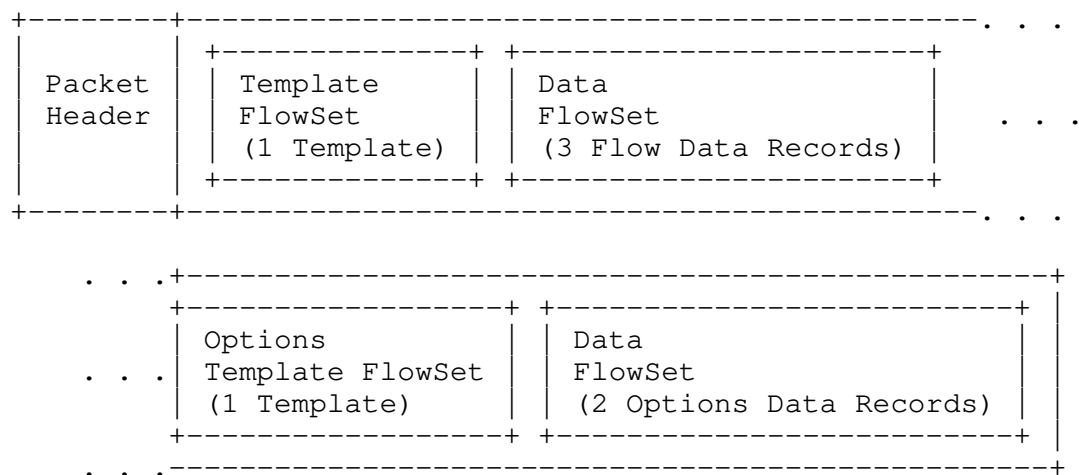 +--------+---------------------------------------------. . .
|        | +--------------+ +-----------------------+
| Packet | | Template     | | Data                  |
| Header | | FlowSet      | | FlowSet               |   . . .
|        | | (1 Template) | | (3 Flow Data Records) |
|        | +--------------+ +-----------------------+
+--------+---------------------------------------------. . .
. . .+-------------------------------------------------+
+------------------+ +--------------------------+ |
| Options          | | Data                     | |
. . .| Template FlowSet | | FlowSet                  | |
| (1 Template)     | | (2 Options Data Records) | |
+------------------+ +--------------------------+ |
. . .--------------------------------------------------+